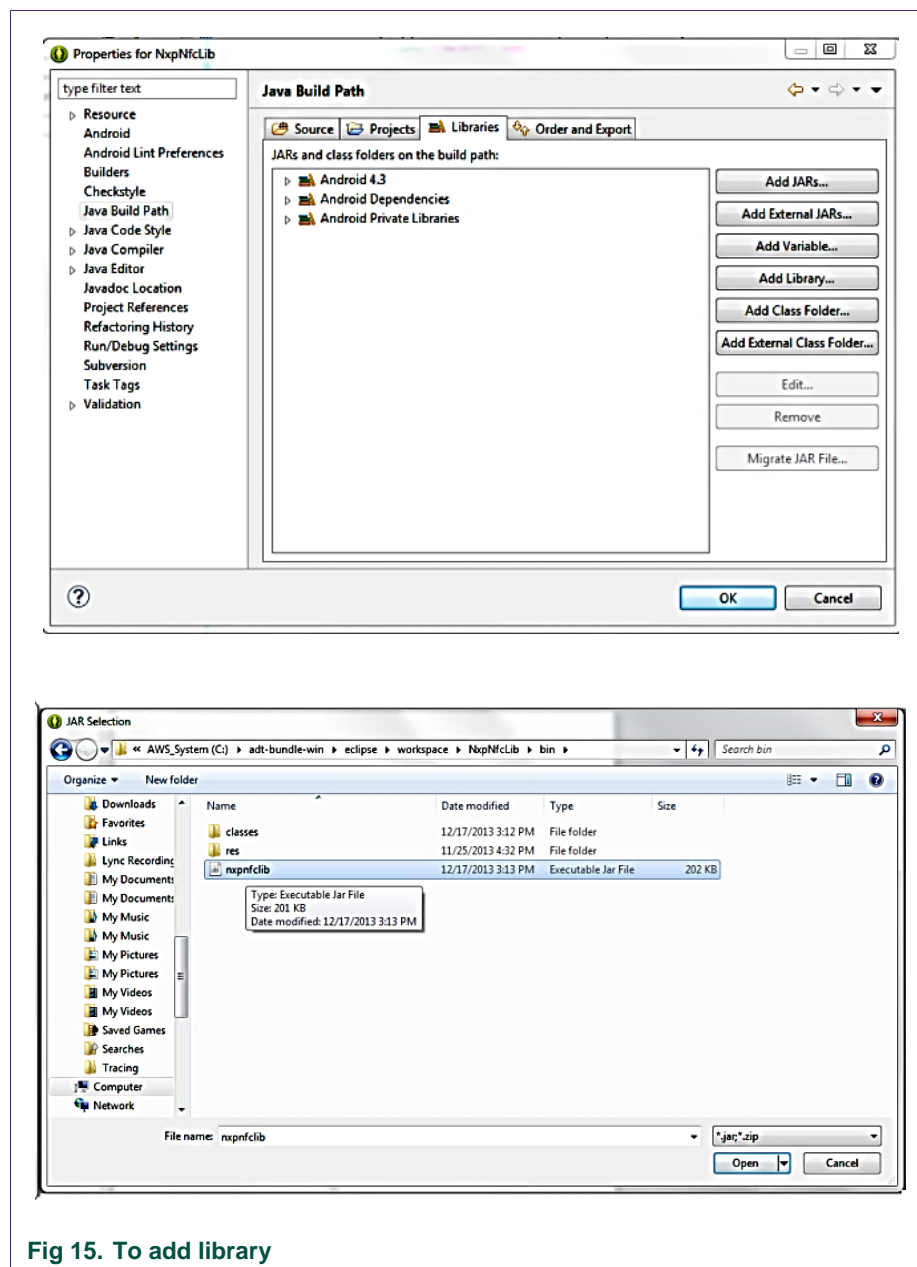 Properties for NxpNfcLib
type filter text
Resource
Android
Android Lint Preferences
Builders
Checkstyle
Java Build Path
Java Code Style
Java Compiler
Java Editor
Javadoc Location
Project References
Refactoring History
Run/Debug Settings
Subversion
Task Tags
Validation
Java Build Path
Source Projects Libraries Order and Export
JARs and class folders on the build path:
Android 4.3
Android Dependencies
Android Private Libraries
Add JARs...
Add External JARs...
Add Variable...
Add Library...
Add Class Folder...
Add External Class Folder...
Edit...
Remove
Migrate JAR File...
OK Cancel
JAR Selection
« AWS_System (C:) adt-bundle-win eclipse workspace NxpNfcLib bin Search bin
Organize New folder
Downloads
Favorites
Links
Lync Recording
My Documents
My Documents
My Music
My Music
My Pictures
My Pictures
My Videos
My Videos
Saved Games
Searches
Tracing
Computer
Network
Name Date modified Type Size
classes 12/17/2013 3:12 PM File folder
res 11/25/2013 4:32 PM File folder
nxpnfclib 12/17/2013 3:13 PM Executable Jar File 202 KB
Type: Executable Jar File
Size: 201 KB
Date modified: 12/17/2013 3:13 PM
File name: nxpnfclib *.jar;*.zip
Open Cancel
Fig 15. To add library